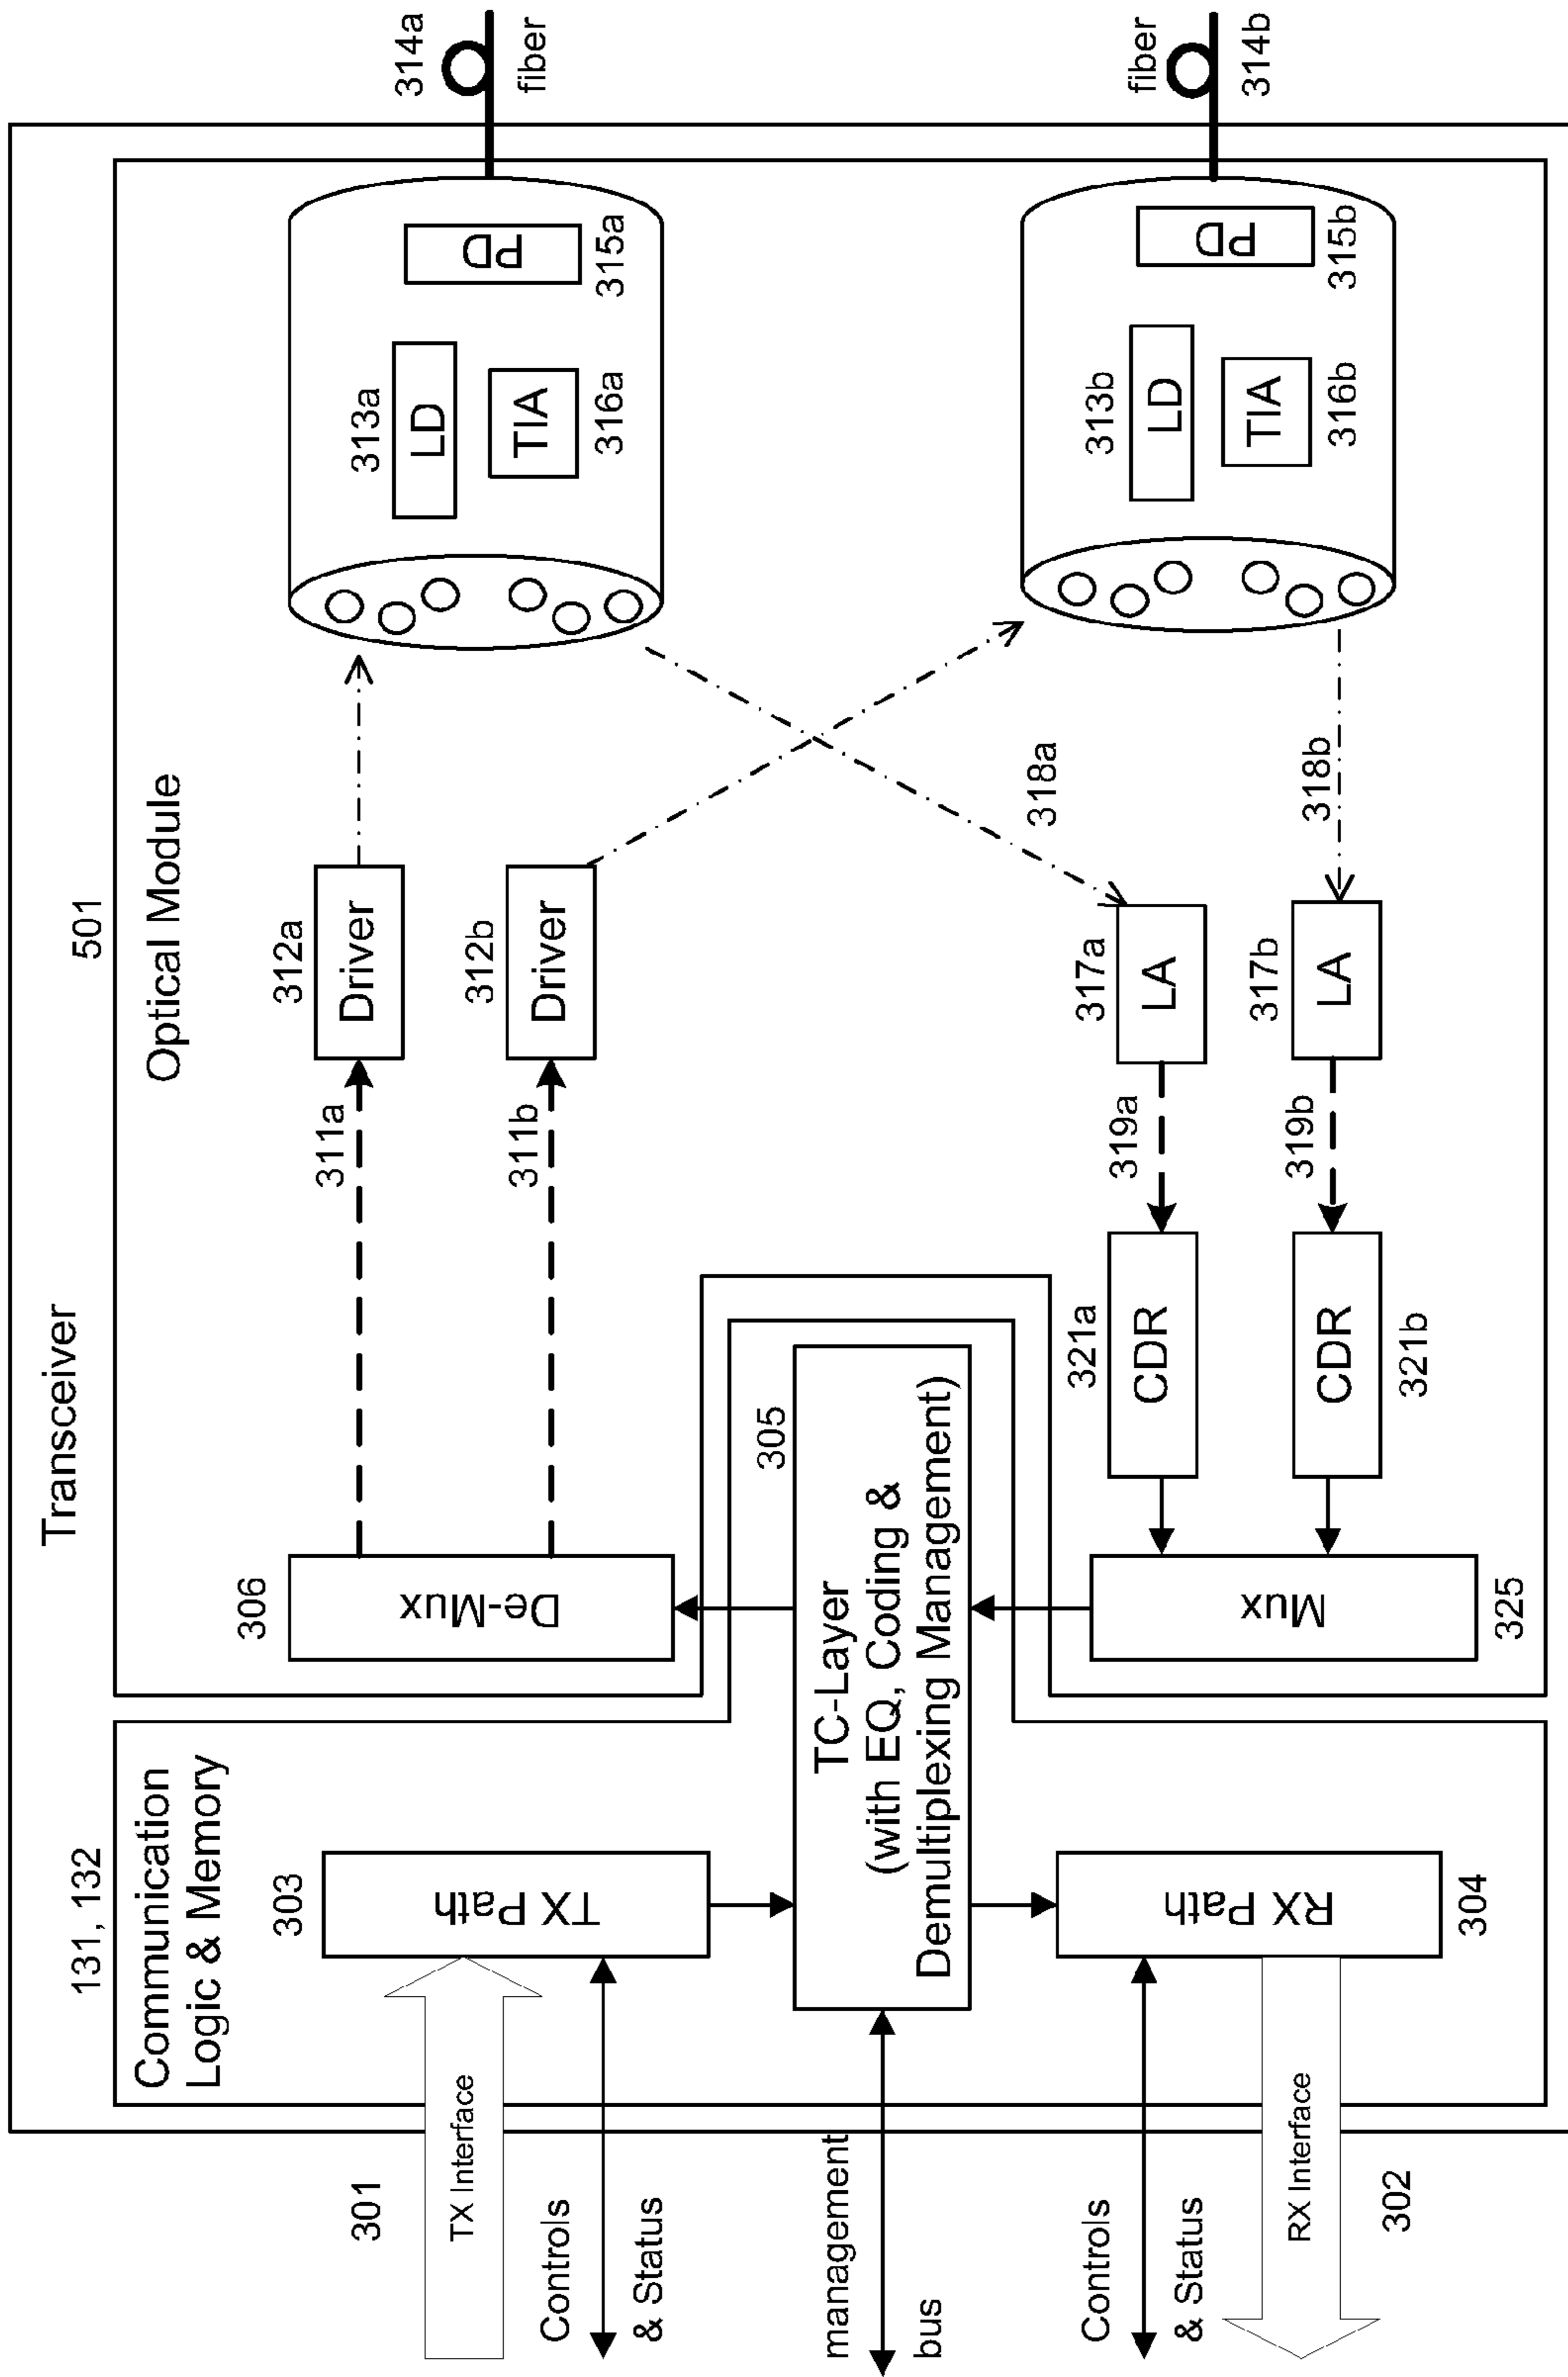 Transceiver
131, 132
Communication
Logic & Memory
501
Optical Module
301
TX Interface
Controls
& Status
303
TX Path
306
De-Mux
311a
311b
312a
Driver
312b
Driver
313a
LD
TIA
316a
PD
315a
314a
fiber
management
bus
305
TC-Layer
(with EQ, Coding &
Demultiplexing Management)
318a
318b
Controls
& Status
RX Interface
302
RX Path
304
Mux
325
321a
CDR
CDR
321b
319a
319b
317a
LA
317b
LA
313b
LD
TIA
316b
PD
315b
fiber
314b